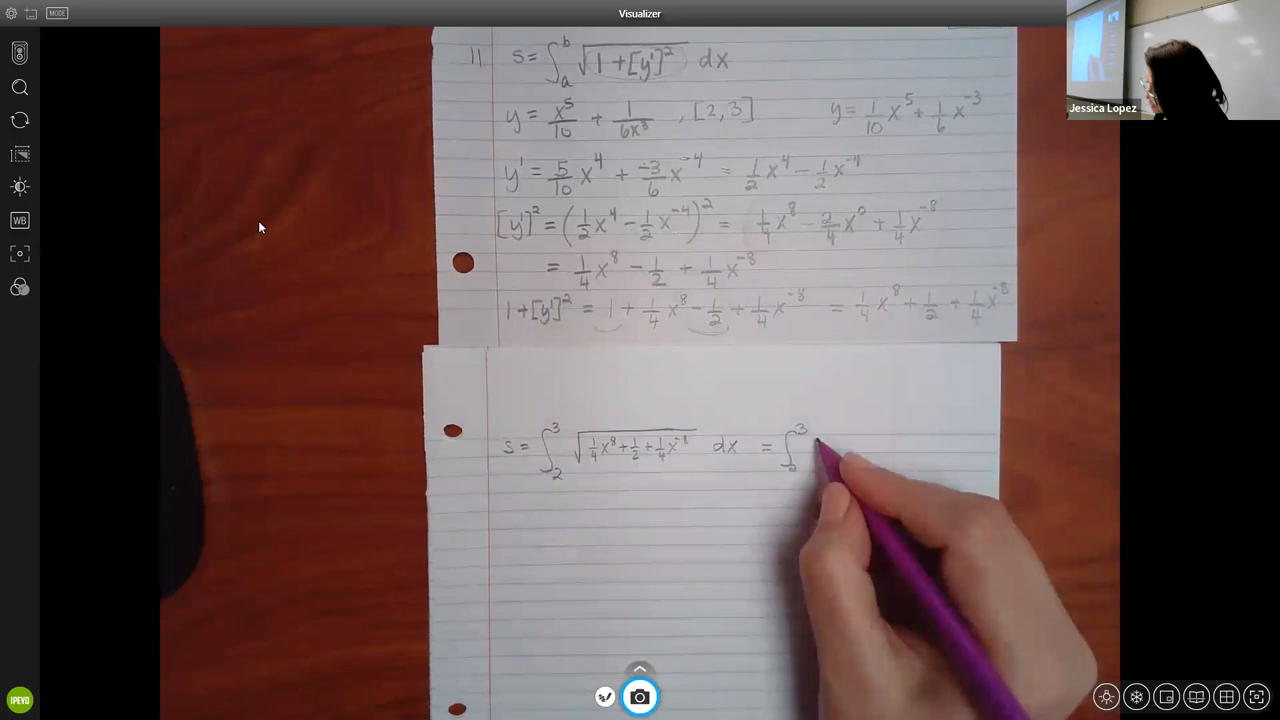 MODE
Visualizer
Jessica Lopez
11 s = ∫_a^b √(1+[y']²) dx
y = x⁵/10 + 1/(6x³) , [2, 3] y = 1/10 x⁵ + 1/6 x⁻³
y' = 5/10 x⁴ + -3/6 x⁻⁴ = 1/2 x⁴ - 1/2 x⁻⁴
[y']² = (1/2 x⁴ - 1/2 x⁻⁴)² = 1/4 x⁸ - 2/4 x⁰ + 1/4 x⁻⁸
= 1/4 x⁸ - 1/2 + 1/4 x⁻⁸
1+[y']² = 1 + 1/4 x⁸ - 1/2 + 1/4 x⁻⁸ = 1/4 x⁸ + 1/2 + 1/4 x⁻⁸
s = ∫_2^3 √(1/4 x⁸ + 1/2 + 1/4 x⁻⁸) dx = ∫_2^3
WB
IPEVO